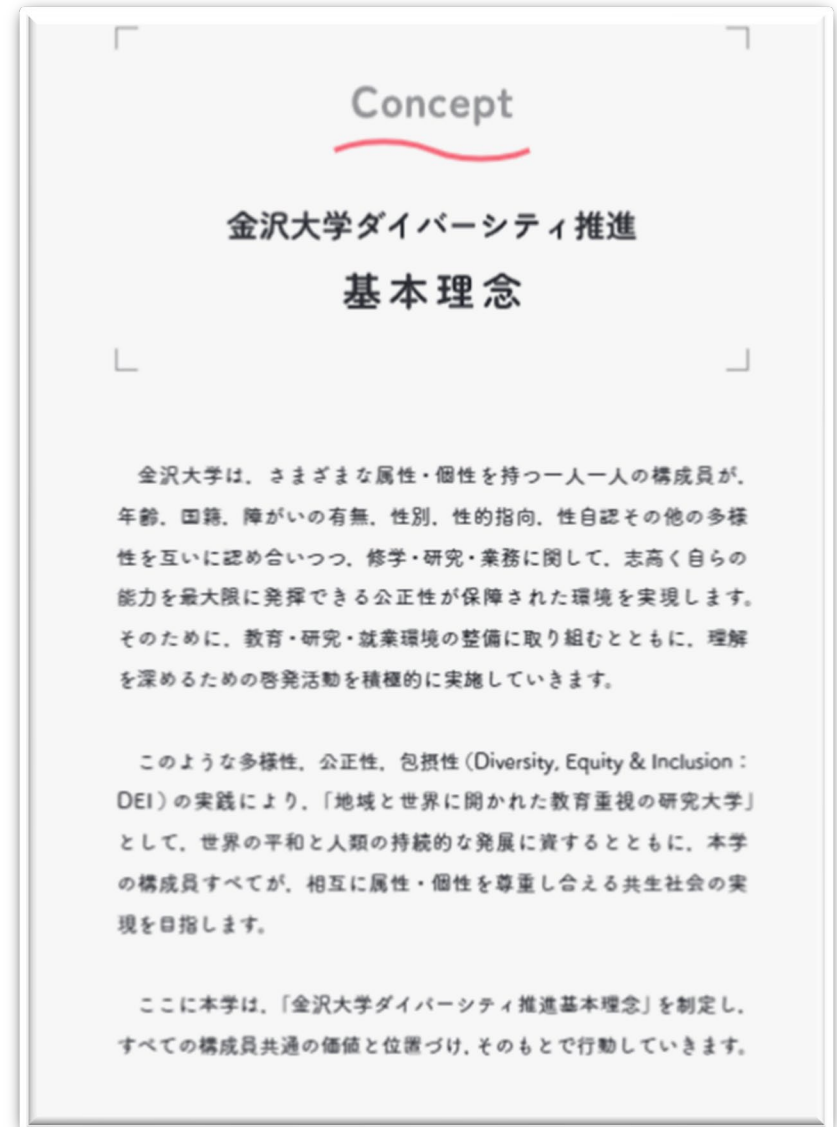 Concept
金沢大学ダイバーシティ推進
基本理念
金沢大学は，さまざまな属性・個性を持つ一人一人の構成員が，
年齢，国籍，障がいの有無，性別，性的指向，性自認その他の多様
性を互いに認め合いつつ，修学・研究・業務に関して，志高く自らの
能力を最大限に発揮できる公正性が保障された環境を実現します。
そのために，教育・研究・就業環境の整備に取り組むとともに，理解
を深めるための啓発活動を積極的に実施していきます。
このような多様性，公正性，包摂性（Diversity, Equity & Inclusion：
DEI）の実践により，「地域と世界に開かれた教育重視の研究大学」
として，世界の平和と人類の持続的な発展に資するとともに，本学
の構成員すべてが，相互に属性・個性を尊重し合える共生社会の実
現を目指します。
ここに本学は，「金沢大学ダイバーシティ推進基本理念」を制定し，
すべての構成員共通の価値と位置づけ，そのもとで行動していきます。